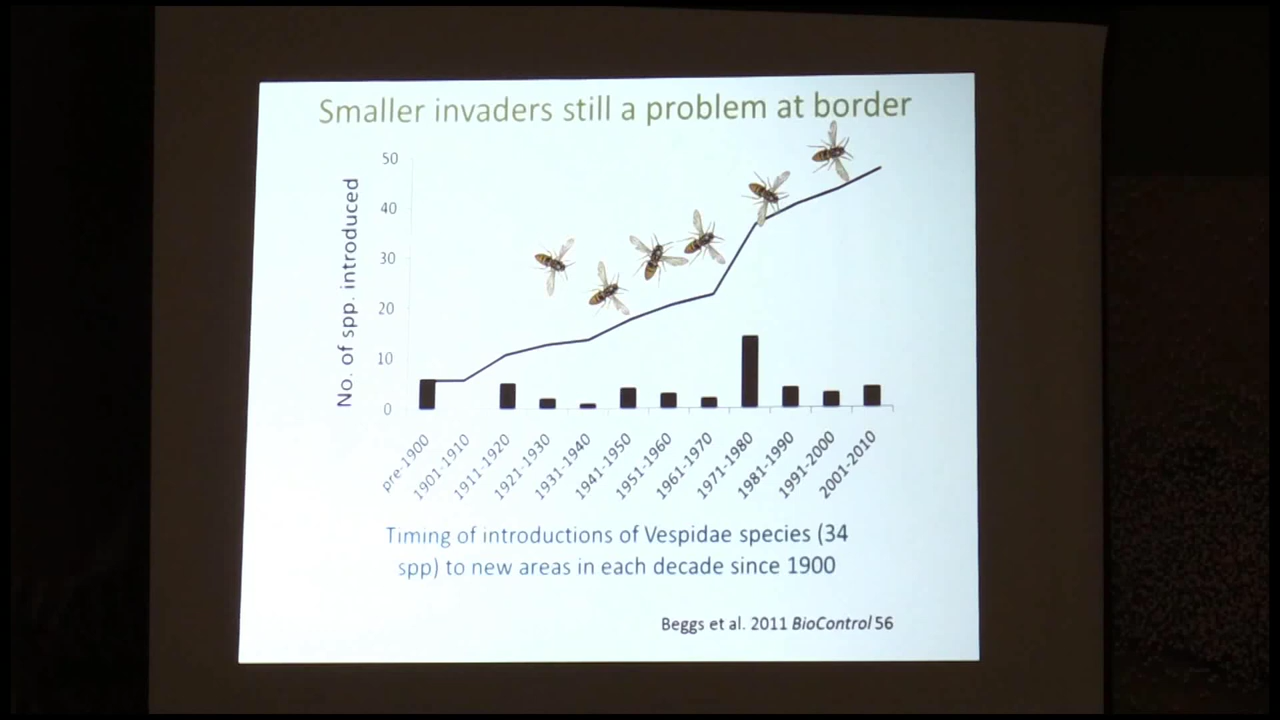 Smaller invaders still a problem at border
No. of spp. introduced
50
40
30
20
10
0
pre-1900
1901-1910
1911-1920
1921-1930
1931-1940
1941-1950
1951-1960
1961-1970
1971-1980
1981-1990
1991-2000
2001-2010
Timing of introductions of Vespidae species (34
spp) to new areas in each decade since 1900
Beggs et al. 2011 BioControl 56